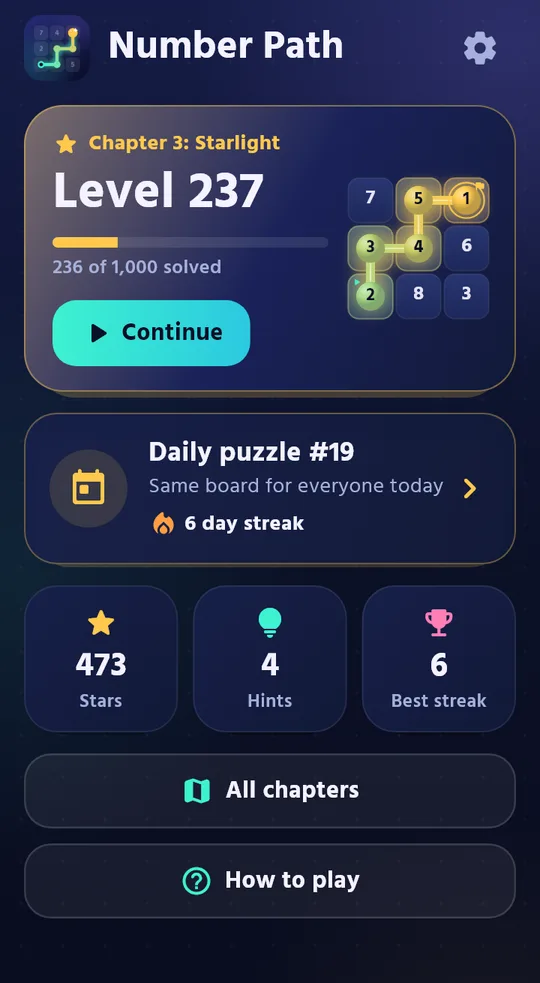 Number Path
Chapter 3: Starlight
Level 237
236 of 1,000 solved
Continue
7 5 1
3 4 6
2 8 3
Daily puzzle #19
Same board for everyone today
6 day streak
473
Stars
4
Hints
6
Best streak
All chapters
How to play